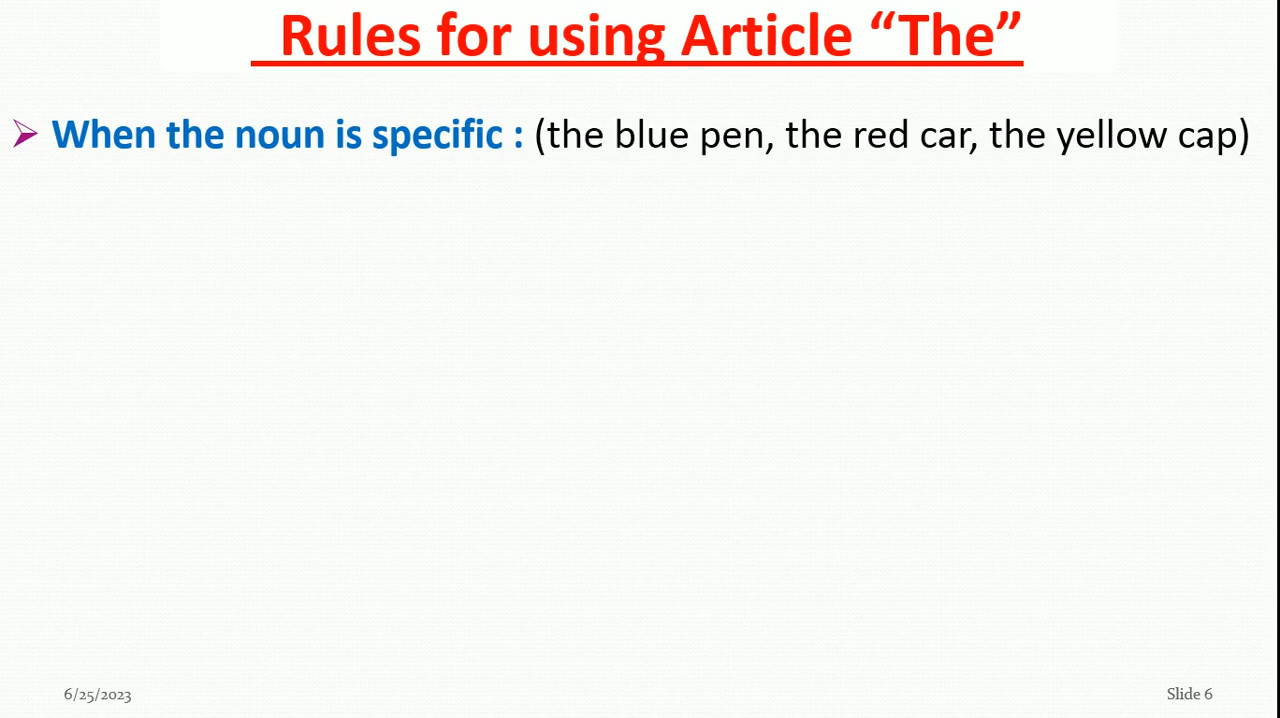 Rules for using Article “The”
➢ When the noun is specific : (the blue pen, the red car, the yellow cap)
6/25/2023
Slide 6